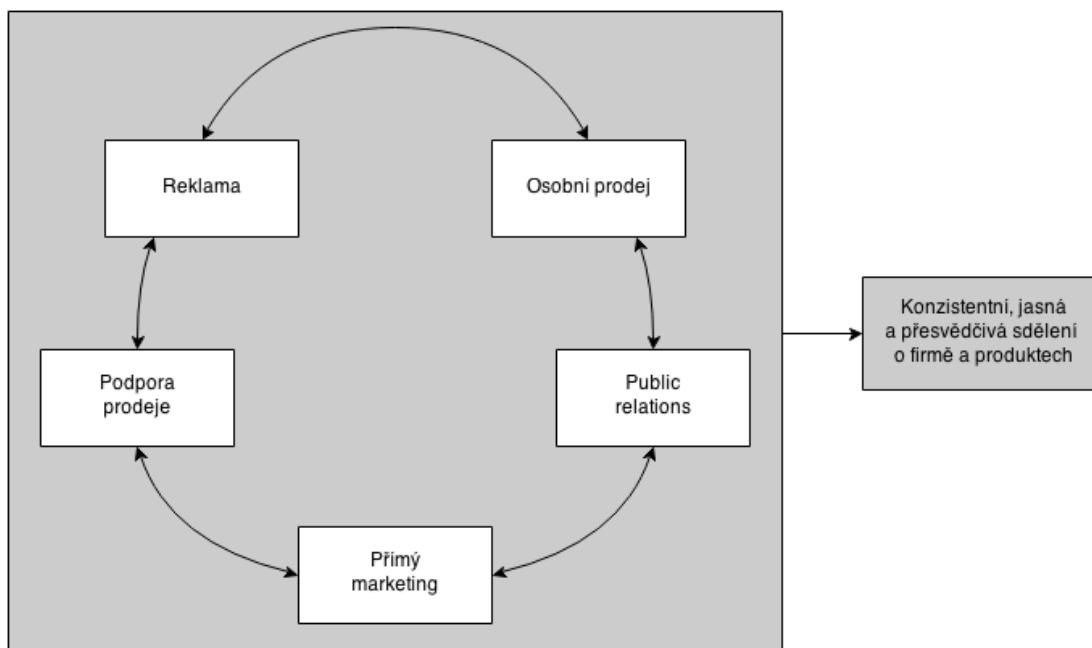 Reklama
Osobní prodej
Konzistentní, jasná
a přesvědčivá sdělení
o firmě a produktech
Podpora
prodeje
Public
relations
Přímý
marketing